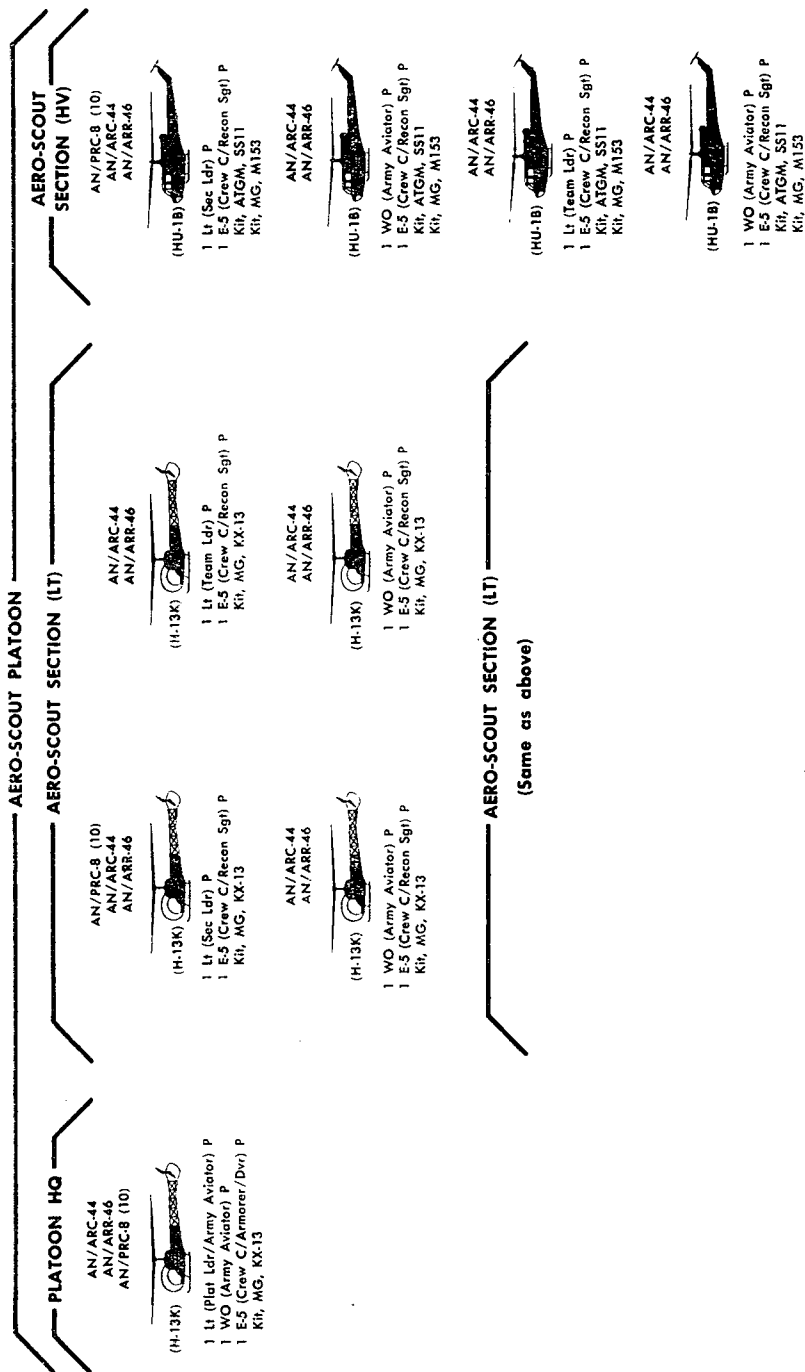 AERO-SCOUT PLATOON
PLATOON HQ
AN/ARC-44
AN/ARR-46
AN/PRC-8 (10)
(H-13K)
1 Lt (Plat Ldr/Army Aviator) P
1 WO (Army Aviator) P
1 E-5 (Crew C/Armorer/Dvr) P
Kit, MG, KX-13
AERO-SCOUT SECTION (LT)
AN/PRC-8 (10)
AN/ARC-44
AN/ARR-46
(H-13K)
1 Lt (Sec Ldr) P
1 E-5 (Crew C/Recon Sgt) P
Kit, MG, KX-13
AN/ARC-44
AN/ARR-46
(H-13K)
1 Lt (Team Ldr) P
1 E-5 (Crew C/Recon Sgt) P
Kit, MG, KX-13
AN/ARC-44
AN/ARR-46
(H-13K)
1 WO (Army Aviator) P
1 E-5 (Crew C/Recon Sgt) P
Kit, MG, KX-13
AN/ARC-44
AN/ARR-46
(H-13K)
1 WO (Army Aviator) P
1 E-5 (Crew C/Recon Sgt) P
Kit, MG, KX-13
AERO-SCOUT SECTION (LT)
(Same as above)
AERO-SCOUT
SECTION (HV)
AN/PRC-8 (10)
AN/ARC-44
AN/ARR-46
(HU-1B)
1 Lt (Sec Ldr) P
1 E-5 (Crew C/Recon Sgt) P
Kit, ATGM, SS11
Kit, MG, M153
AN/ARC-44
AN/ARR-46
(HU-1B)
1 WO (Army Aviator) P
1 E-5 (Crew C/Recon Sgt) P
Kit, ATGM, SS11
Kit, MG, M153
AN/ARC-44
AN/ARR-46
(HU-1B)
1 Lt (Team Ldr) P
1 E-5 (Crew C/Recon Sgt) P
Kit, ATGM, SS11
Kit, MG, M153
AN/ARC-44
AN/ARR-46
(HU-1B)
1 WO (Army Aviator) P
1 E-5 (Crew C/Recon Sgt) P
Kit, ATGM, SS11
Kit, MG, M153